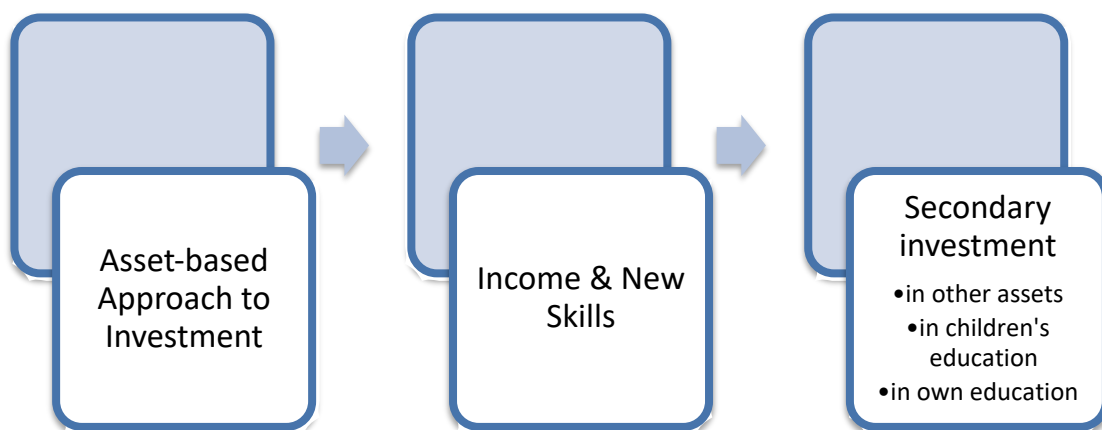 Asset-based
Approach to
Investment
Income & New
Skills
Secondary
investment
•in other assets
•in children's
education
•in own education